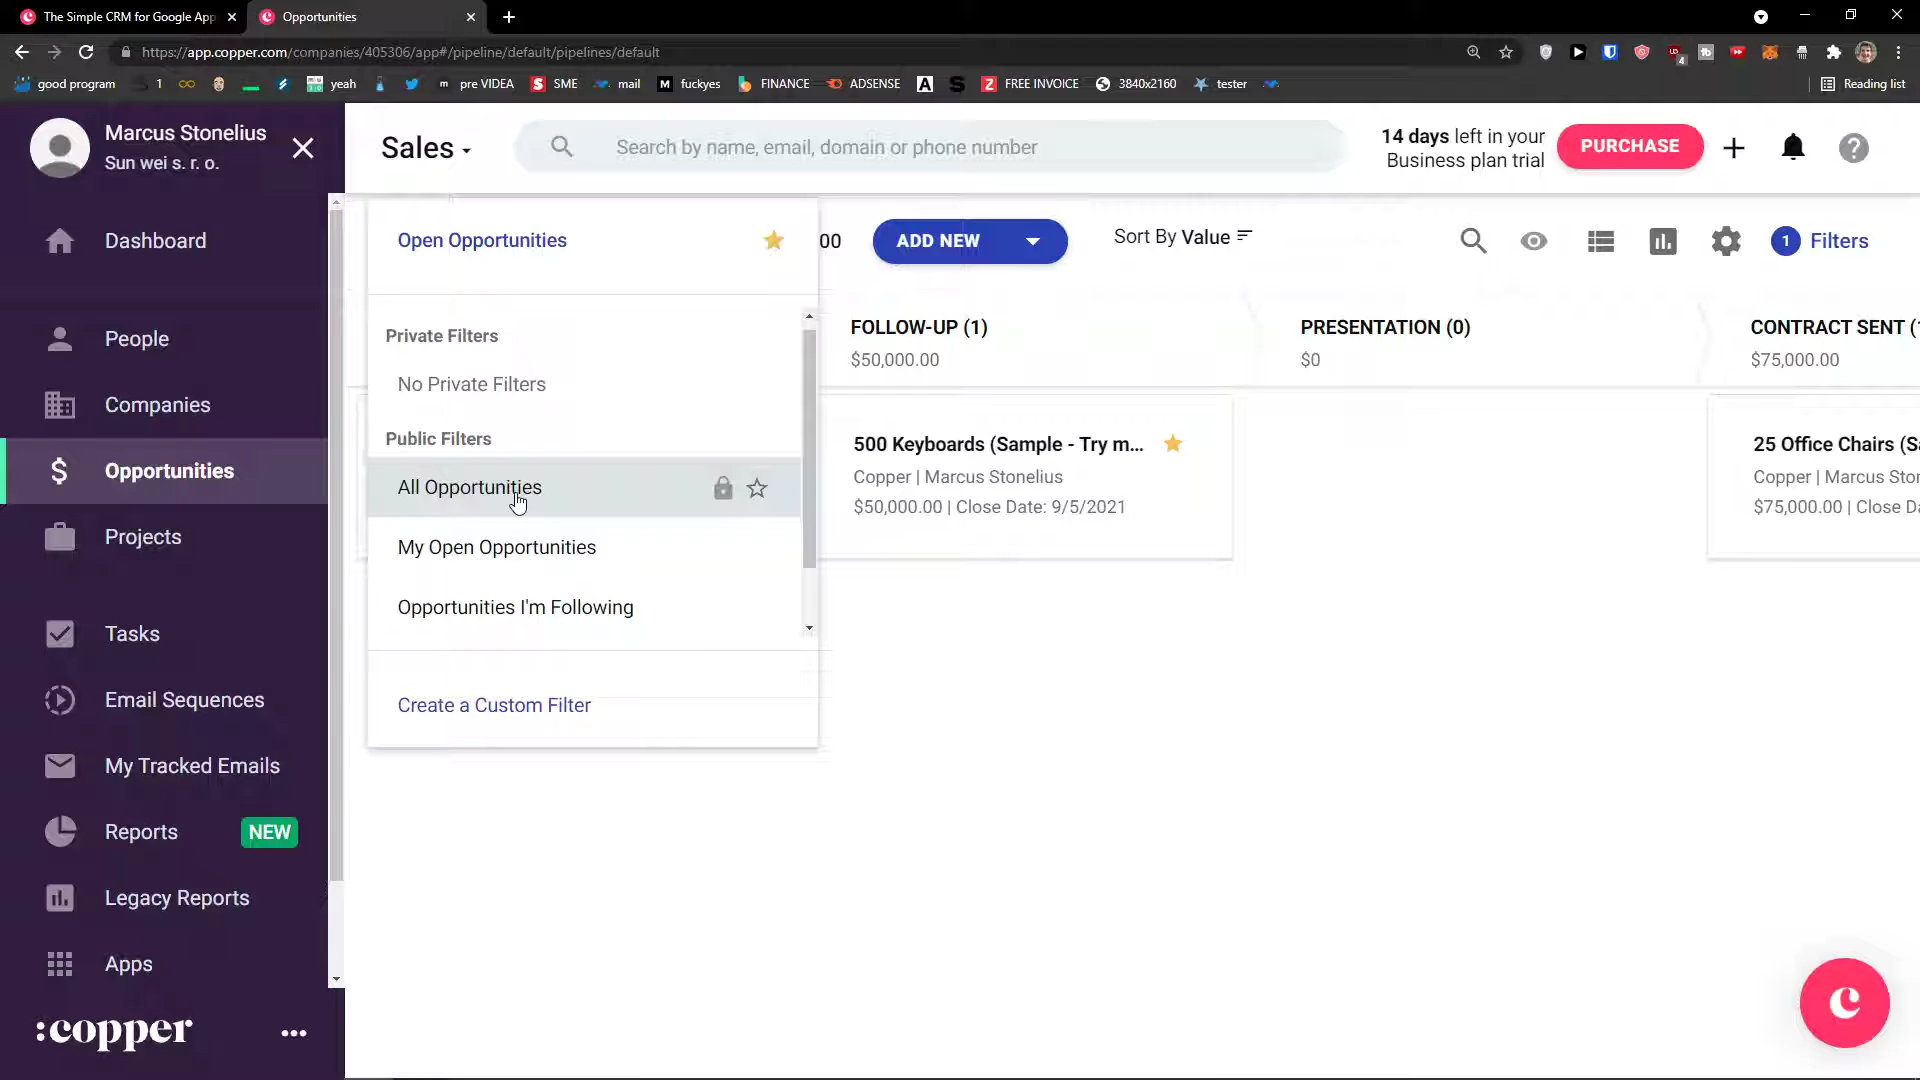 The Simple CRM for Google App
Opportunities
https://app.copper.com/companies/405306/app#/pipeline/default/pipelines/default
4
good program
1
yeah
m
pre VIDEA
S
SME
mail
M
fuckyes
FINANCE
ADSENSE
A
S
Z
FREE INVOICE
3840x2160
tester
Reading list
Marcus Stonelius
Sun wei s. r. o.
Sales
Search by name, email, domain or phone number
14 days left in your
Business plan trial
PURCHASE
Dashboard
People
Companies
Opportunities
Projects
Tasks
Email Sequences
My Tracked Emails
Reports
NEW
Legacy Reports
Apps
:copper
Open Opportunities
00
ADD NEW
Sort By Value
1
Filters
Private Filters
No Private Filters
Public Filters
All Opportunities
My Open Opportunities
Opportunities I'm Following
Create a Custom Filter
FOLLOW-UP (1)
$50,000.00
PRESENTATION (0)
$0
CONTRACT SENT (1
$75,000.00
500 Keyboards (Sample - Try m...
Copper | Marcus Stonelius
$50,000.00 | Close Date: 9/5/2021
25 Office Chairs (Sa
Copper | Marcus Stor
$75,000.00 | Close Da